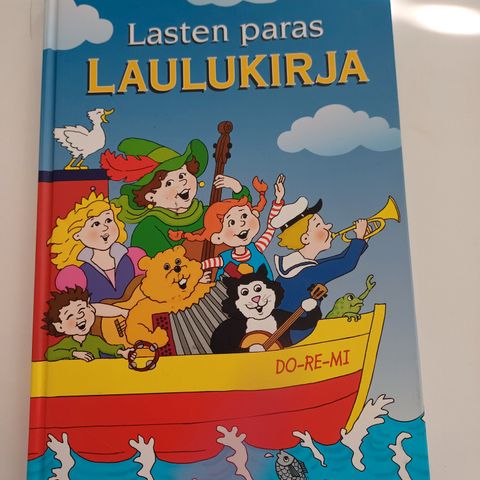 Lasten paras
LAULUKIRJA
DO-RE-MI